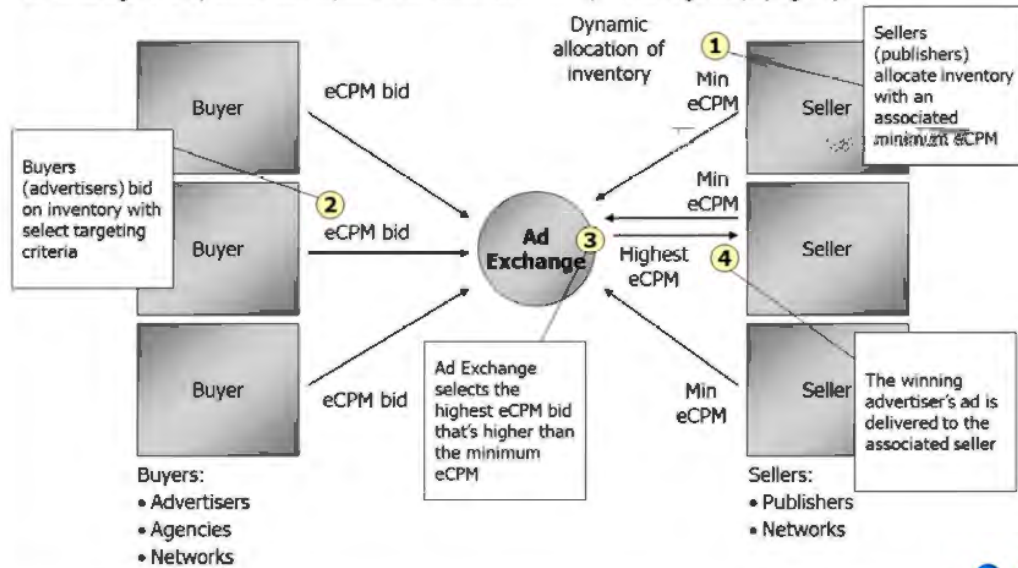 Dynamic
allocation of
inventory
1
Sellers
(publishers)
allocate inventory
with an
associated
minimum eCPM
Buyer
eCPM bid
Min
eCPM
Seller
Buyers
(advertisers) bid
on inventory with
select targeting
criteria
2
Buyer
eCPM bid
Ad
Exchange
3
Min
eCPM
Highest
eCPM
4
Seller
Buyer
eCPM bid
Ad Exchange
selects the
highest eCPM bid
that's higher than
the minimum
eCPM
Min
eCPM
Seller
The winning
advertiser's ad is
delivered to the
associated seller
Buyers:
• Advertisers
• Agencies
• Networks
Sellers:
• Publishers
• Networks